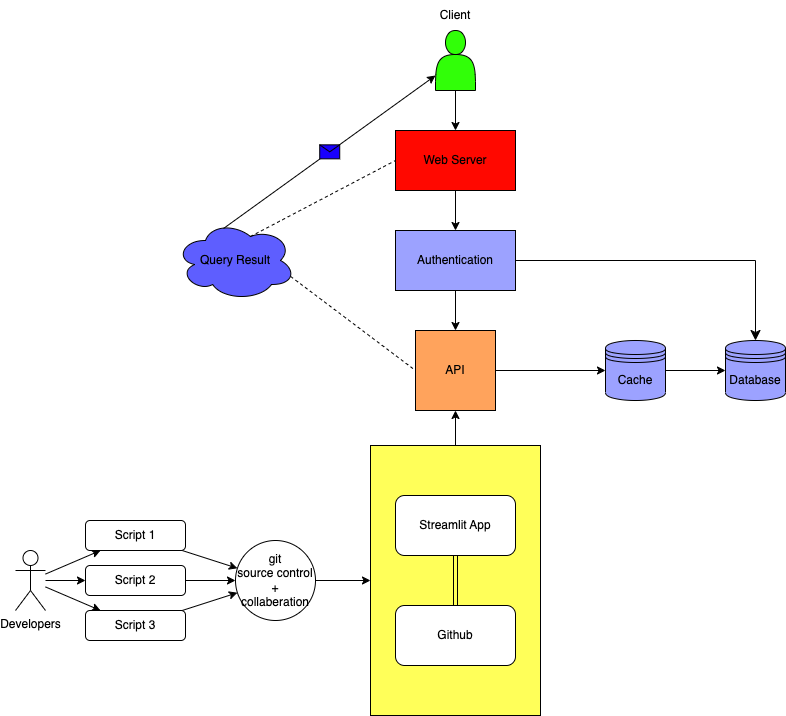 Client
Web Server
Query Result
Authentication
API
Cache
Database
Streamlit App
Script 1
git
source control
+
collaberation
Script 2
Script 3
Developers
Github